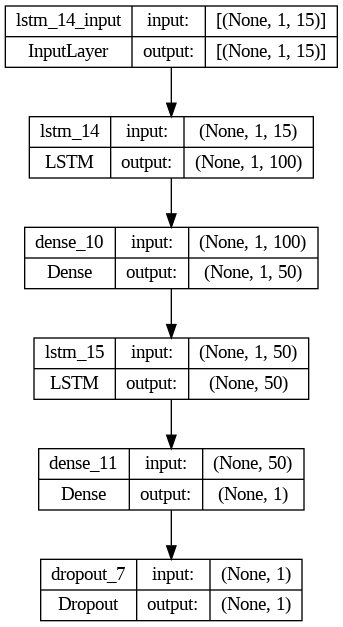 lstm_14_input input: [(None, 1, 15)]
InputLayer output: [(None, 1, 15)]
lstm_14 input: (None, 1, 15)
LSTM output: (None, 1, 100)
dense_10 input: (None, 1, 100)
Dense output: (None, 1, 50)
lstm_15 input: (None, 1, 50)
LSTM output: (None, 50)
dense_11 input: (None, 50)
Dense output: (None, 1)
dropout_7 input: (None, 1)
Dropout output: (None, 1)